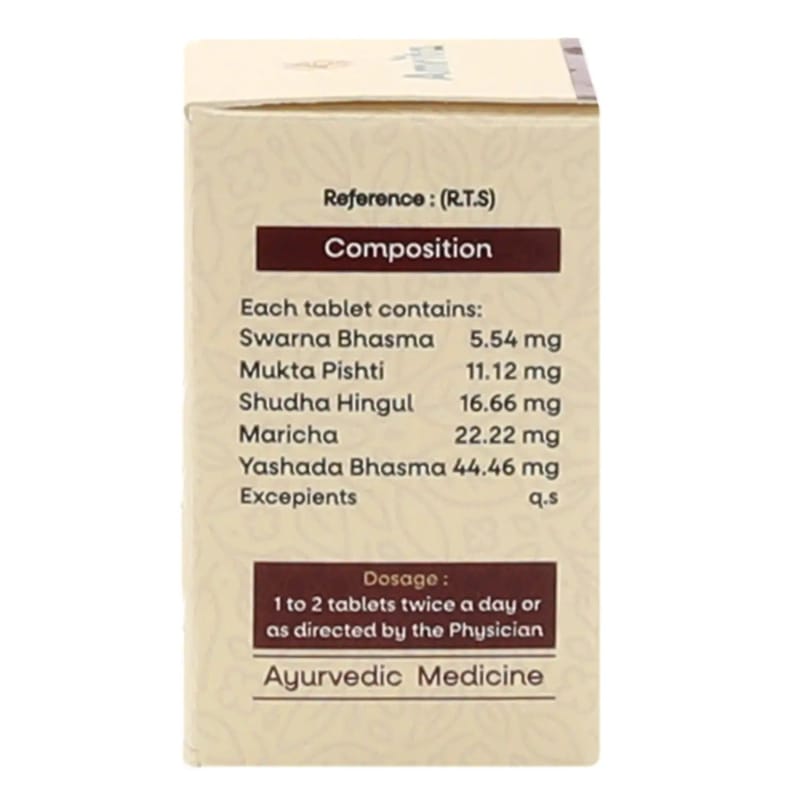 Reference : (R.T.S)
Composition
Each tablet contains:
Swarna Bhasma 5.54 mg
Mukta Pishti 11.12 mg
Shudha Hingul 16.66 mg
Maricha 22.22 mg
Yashada Bhasma 44.46 mg
Excepients q.s
Dosage :
1 to 2 tablets twice a day or
as directed by the Physician
Ayurvedic Medicine